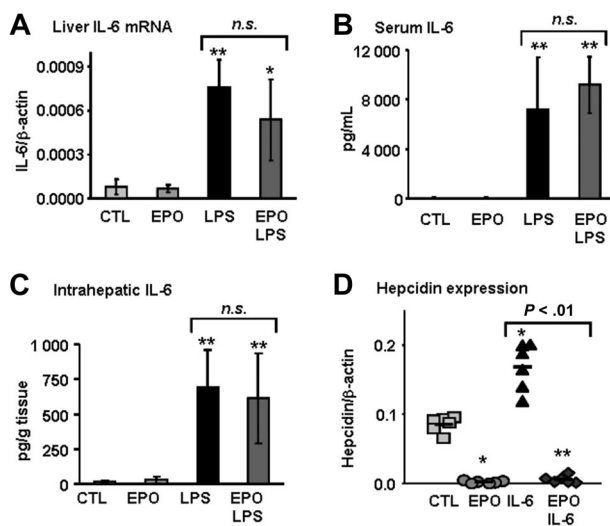 A Liver IL-6 mRNA
n.s.
**
*
0.0009
0.0006
0.0003
0.0000
IL-6/β-actin
CTL EPO LPS EPO LPS
B Serum IL-6
n.s.
**
**
12 000
8 000
4 000
0
pg/mL
CTL EPO LPS EPO LPS
C Intrahepatic IL-6
n.s.
**
**
1 000
750
500
250
0
pg/g tissue
CTL EPO LPS EPO LPS
D Hepcidin expression
P < .01
*
*
**
0.2
0.1
0.0
Hepcidin/β-actin
CTL EPO IL-6 EPO IL-6